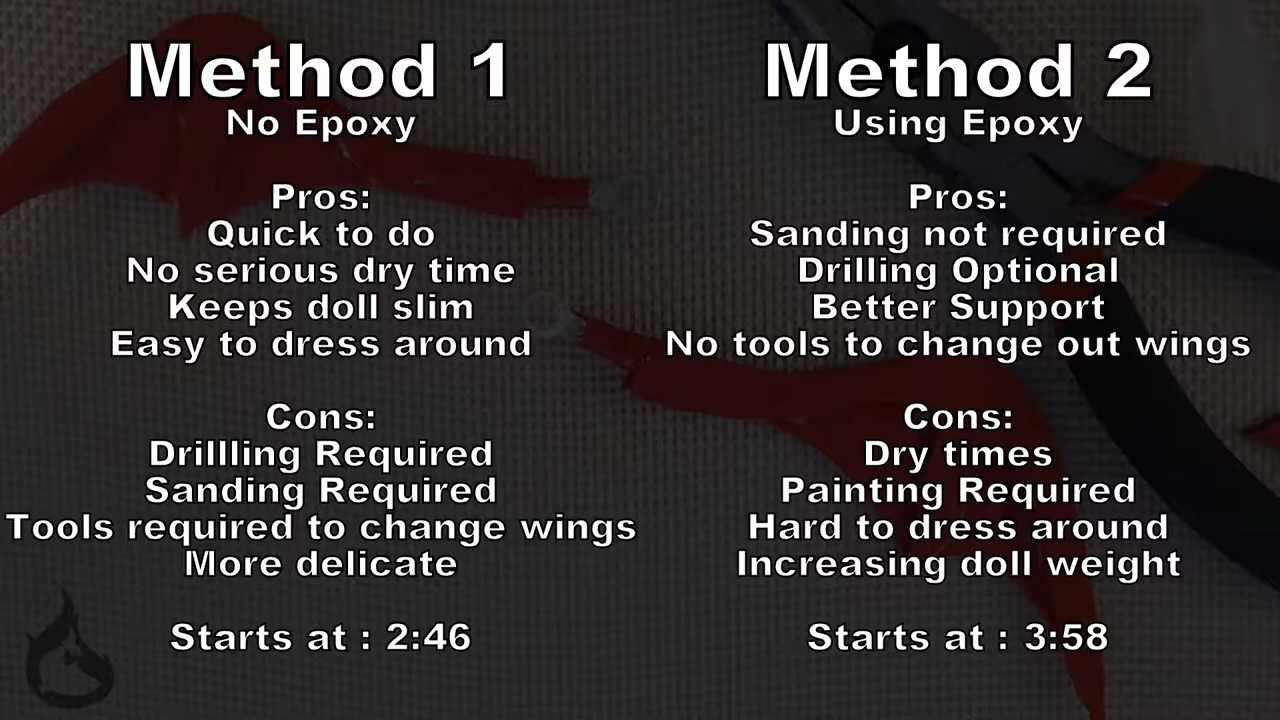 Method 1
No Epoxy
Pros:
Quick to do
No serious dry time
Keeps doll slim
Easy to dress around
Cons:
Drillling Required
Sanding Required
Tools required to change wings
More delicate
Starts at : 2:46
Method 2
Using Epoxy
Pros:
Sanding not required
Drilling Optional
Better Support
No tools to change out wings
Cons:
Dry times
Painting Required
Hard to dress around
Increasing doll weight
Starts at : 3:58